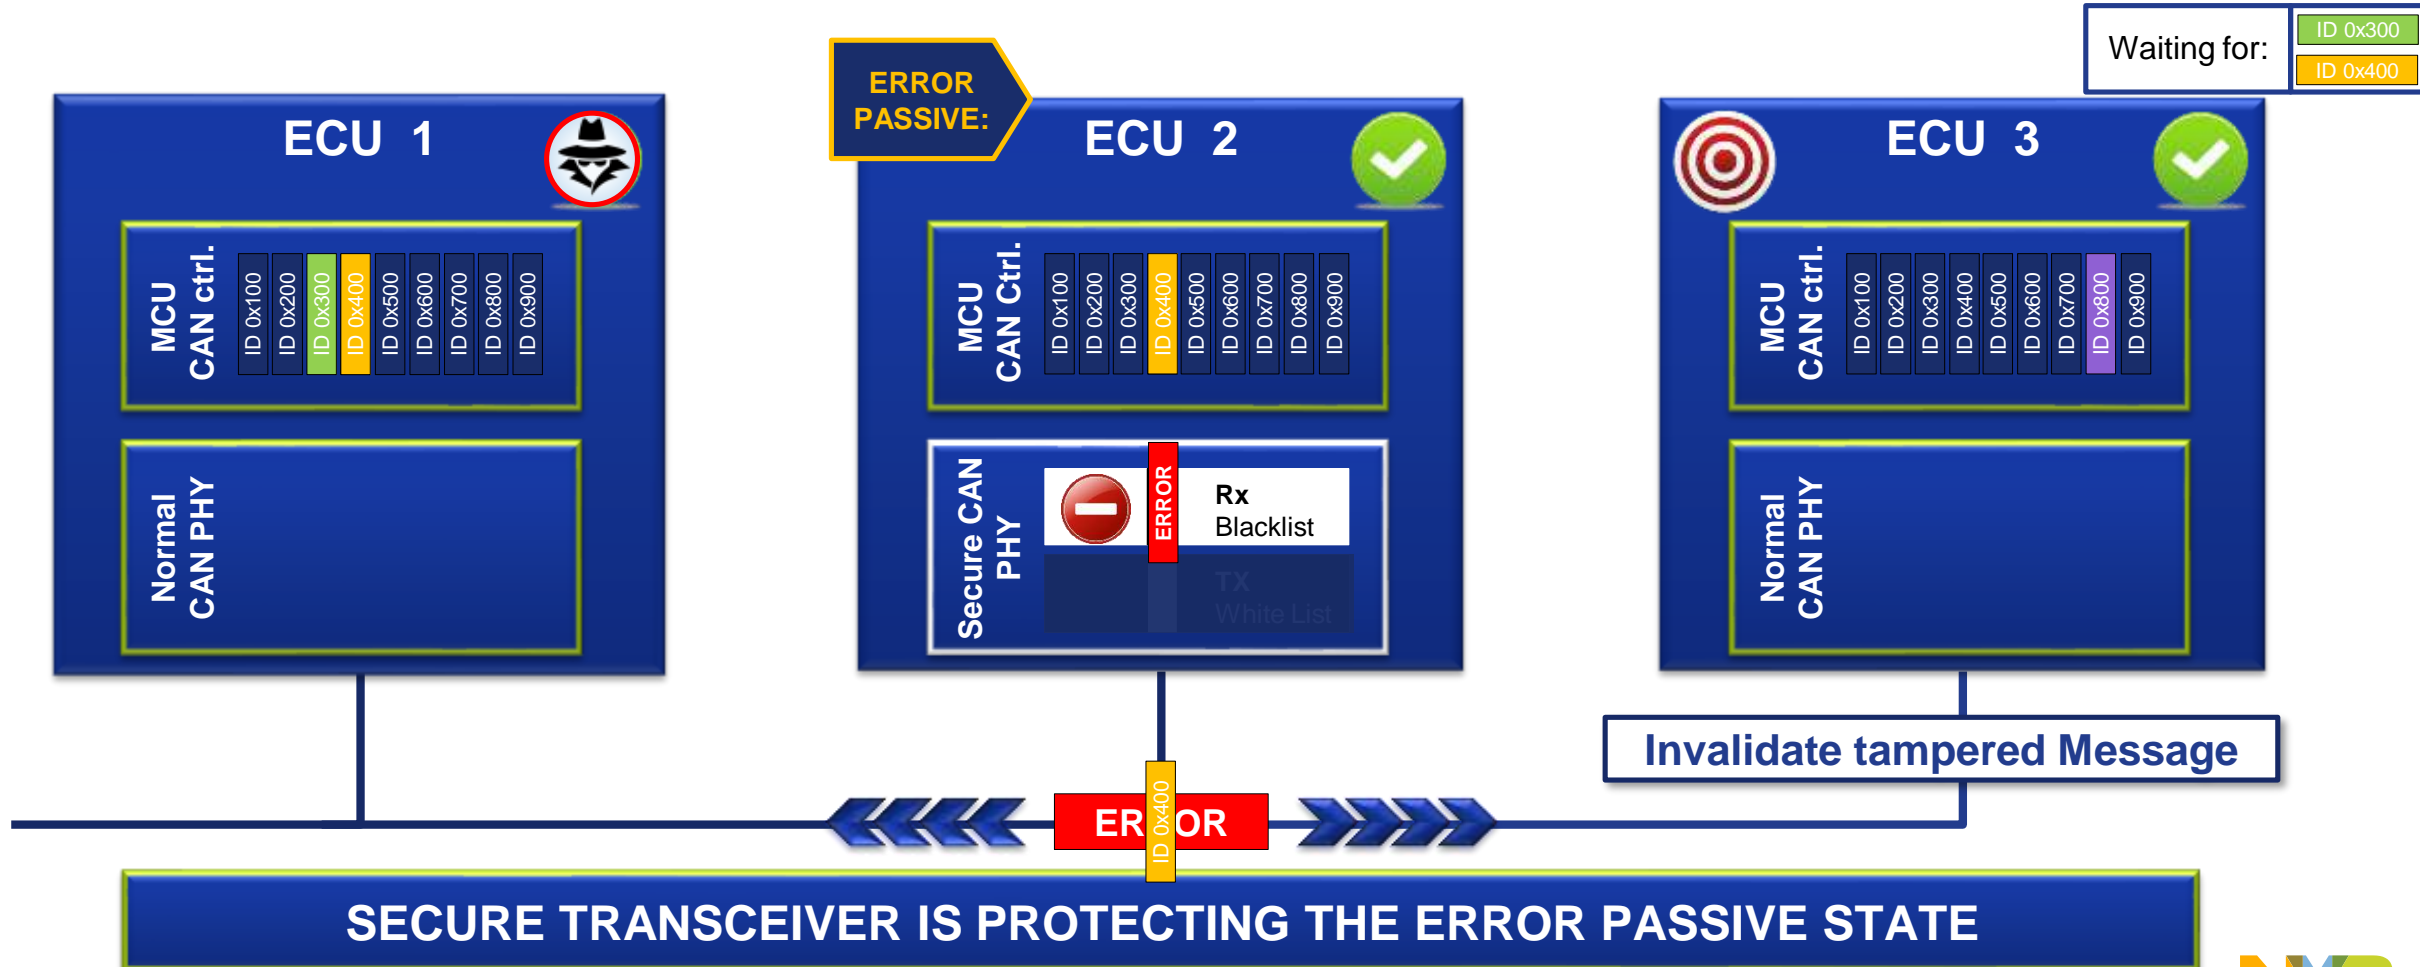 Waiting for:
ID 0x300
ID 0x400
ERROR
PASSIVE:
ECU 1
MCU
CAN ctrl.
ID 0x100
ID 0x200
ID 0x300
ID 0x400
ID 0x500
ID 0x600
ID 0x700
ID 0x800
ID 0x900
Normal
CAN PHY
ECU 2
MCU
CAN Ctrl.
ID 0x100
ID 0x200
ID 0x300
ID 0x400
ID 0x500
ID 0x600
ID 0x700
ID 0x800
ID 0x900
Secure CAN
PHY
ERROR
Rx
Blacklist
TX
White List
ECU 3
MCU
CAN ctrl.
ID 0x100
ID 0x200
ID 0x300
ID 0x400
ID 0x500
ID 0x600
ID 0x700
ID 0x800
ID 0x900
Normal
CAN PHY
Invalidate tampered Message
ER OR
ID 0x400
SECURE TRANSCEIVER IS PROTECTING THE ERROR PASSIVE STATE